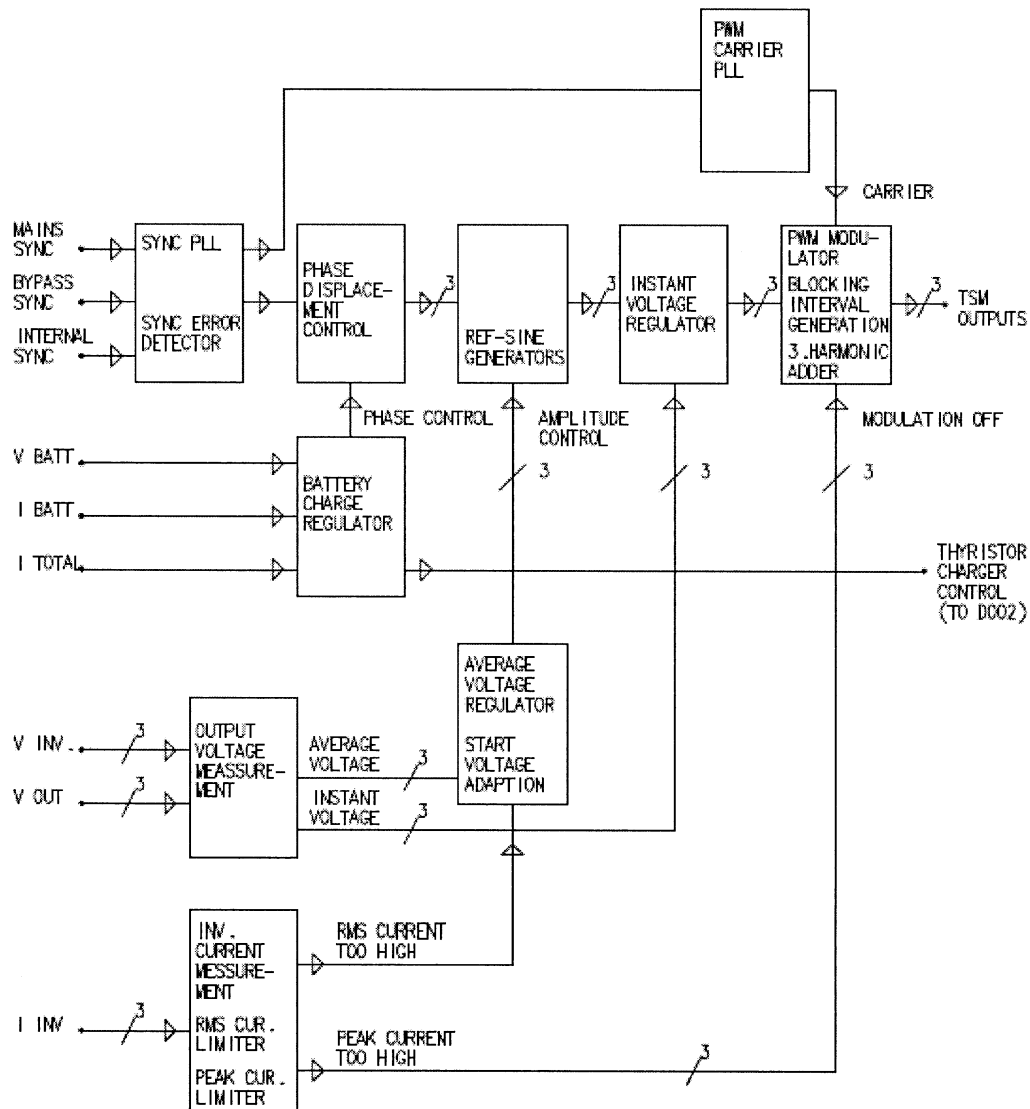 PWM
CARRIER
PLL
CARRIER
MAINS
SYNC
BYPASS
SYNC
INTERNAL
SYNC
SYNC PLL
SYNC ERROR
DETECTOR
PHASE
DISPLACE-
MENT
CONTROL
3
REF-SINE
GENERATORS
3
INSTANT
VOLTAGE
REGULATOR
3
PWM MODU-
LATOR
BLOCKING
INTERVAL
GENERATION
3.HARMONIC
ADDER
3
TSM
OUTPUTS
PHASE CONTROL
AMPLITUDE
CONTROL
MODULATION OFF
3
3
3
V BATT
I BATT
I TOTAL
BATTERY
CHARGE
REGULATOR
THYRISTOR
CHARGER
CONTROL
(TO D002)
AVERAGE
VOLTAGE
REGULATOR
START
VOLTAGE
ADAPTION
V INV.
3
V OUT
3
OUTPUT
VOLTAGE
MEASSURE-
MENT
AVERAGE
VOLTAGE
3
INSTANT
VOLTAGE
3
INV.
CURRENT
MESSURE-
MENT
RMS CUR.
LIMITER
PEAK CUR.
LIMITER
RMS CURRENT
TOO HIGH
I INV
3
PEAK CURRENT
TOO HIGH
3